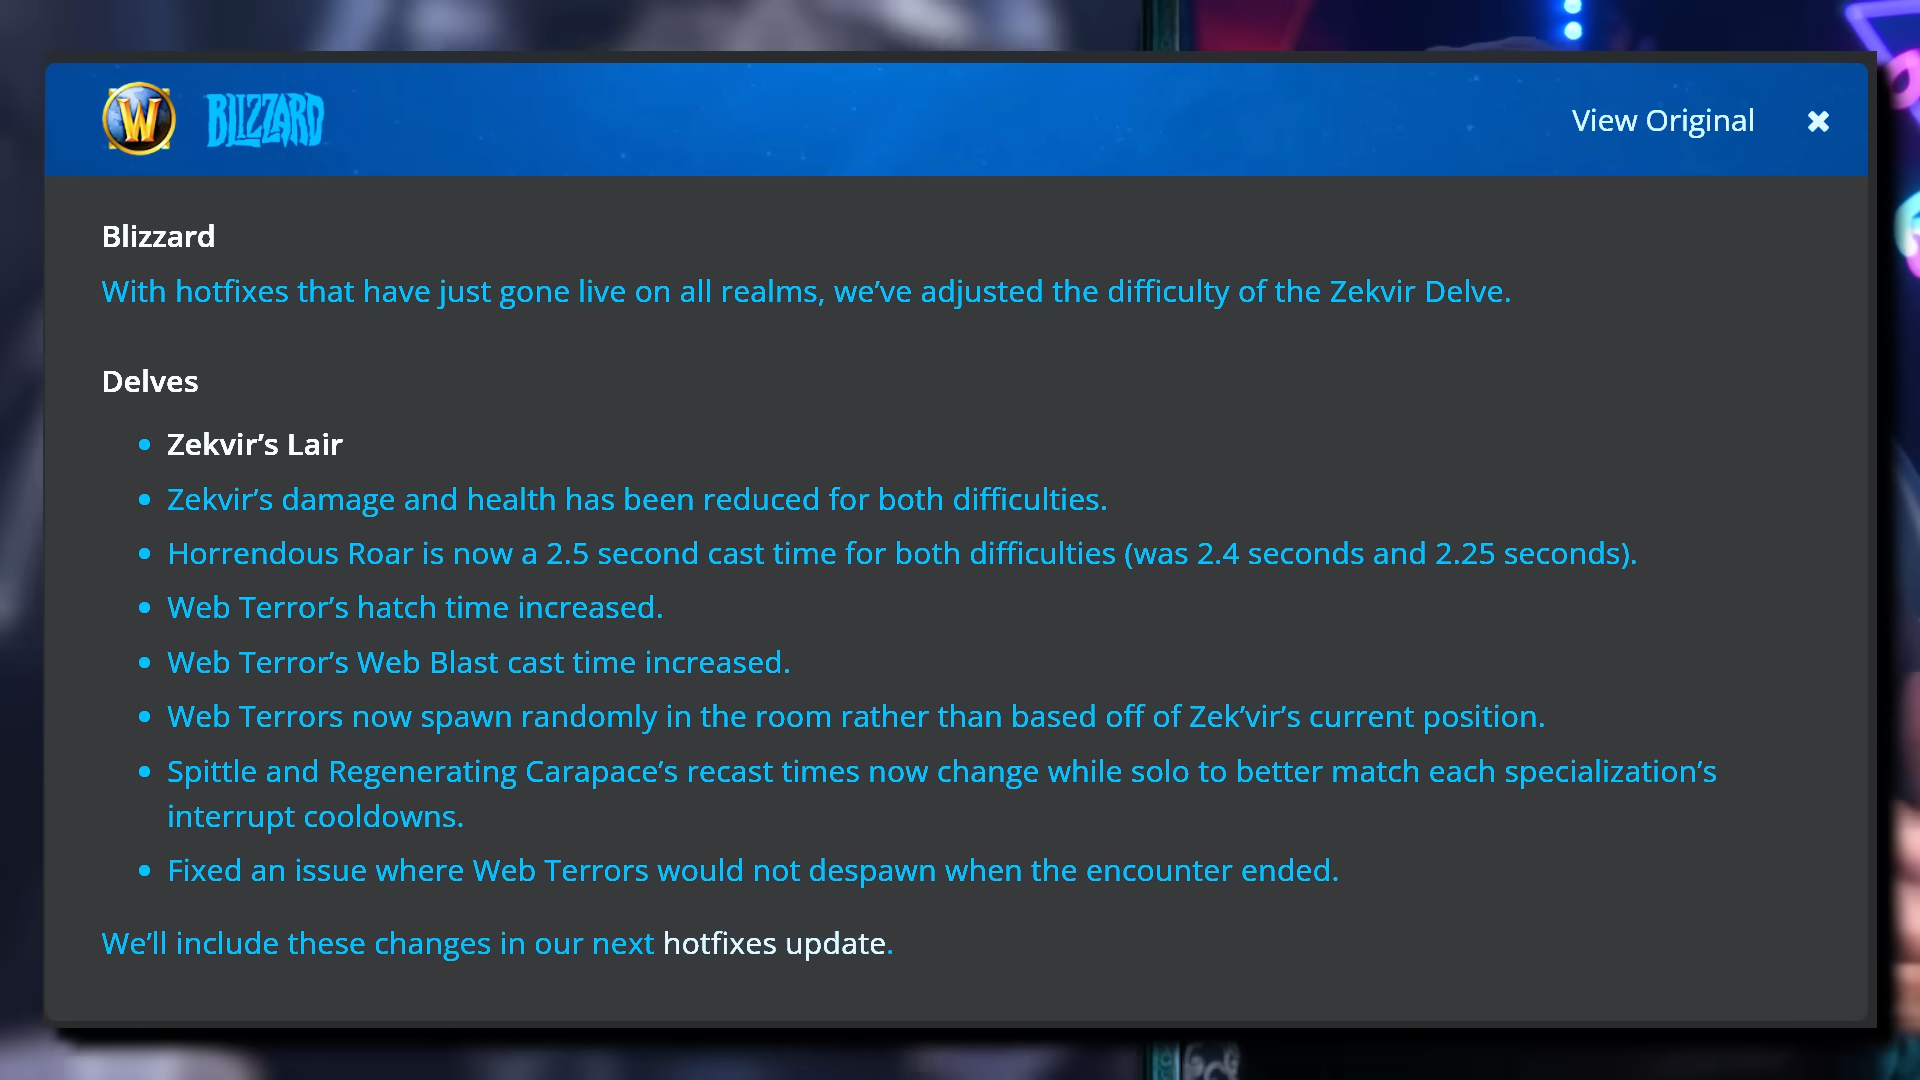 W BLIZZARD View Original ✖
Blizzard
With hotfixes that have just gone live on all realms, we’ve adjusted the difficulty of the Zekvir Delve.
Delves
• Zekvir’s Lair
• Zekvir’s damage and health has been reduced for both difficulties.
• Horrendous Roar is now a 2.5 second cast time for both difficulties (was 2.4 seconds and 2.25 seconds).
• Web Terror’s hatch time increased.
• Web Terror’s Web Blast cast time increased.
• Web Terrors now spawn randomly in the room rather than based off of Zek’vir’s current position.
• Spittle and Regenerating Carapace’s recast times now change while solo to better match each specialization’s
interrupt cooldowns.
• Fixed an issue where Web Terrors would not despawn when the encounter ended.
We’ll include these changes in our next hotfixes update.